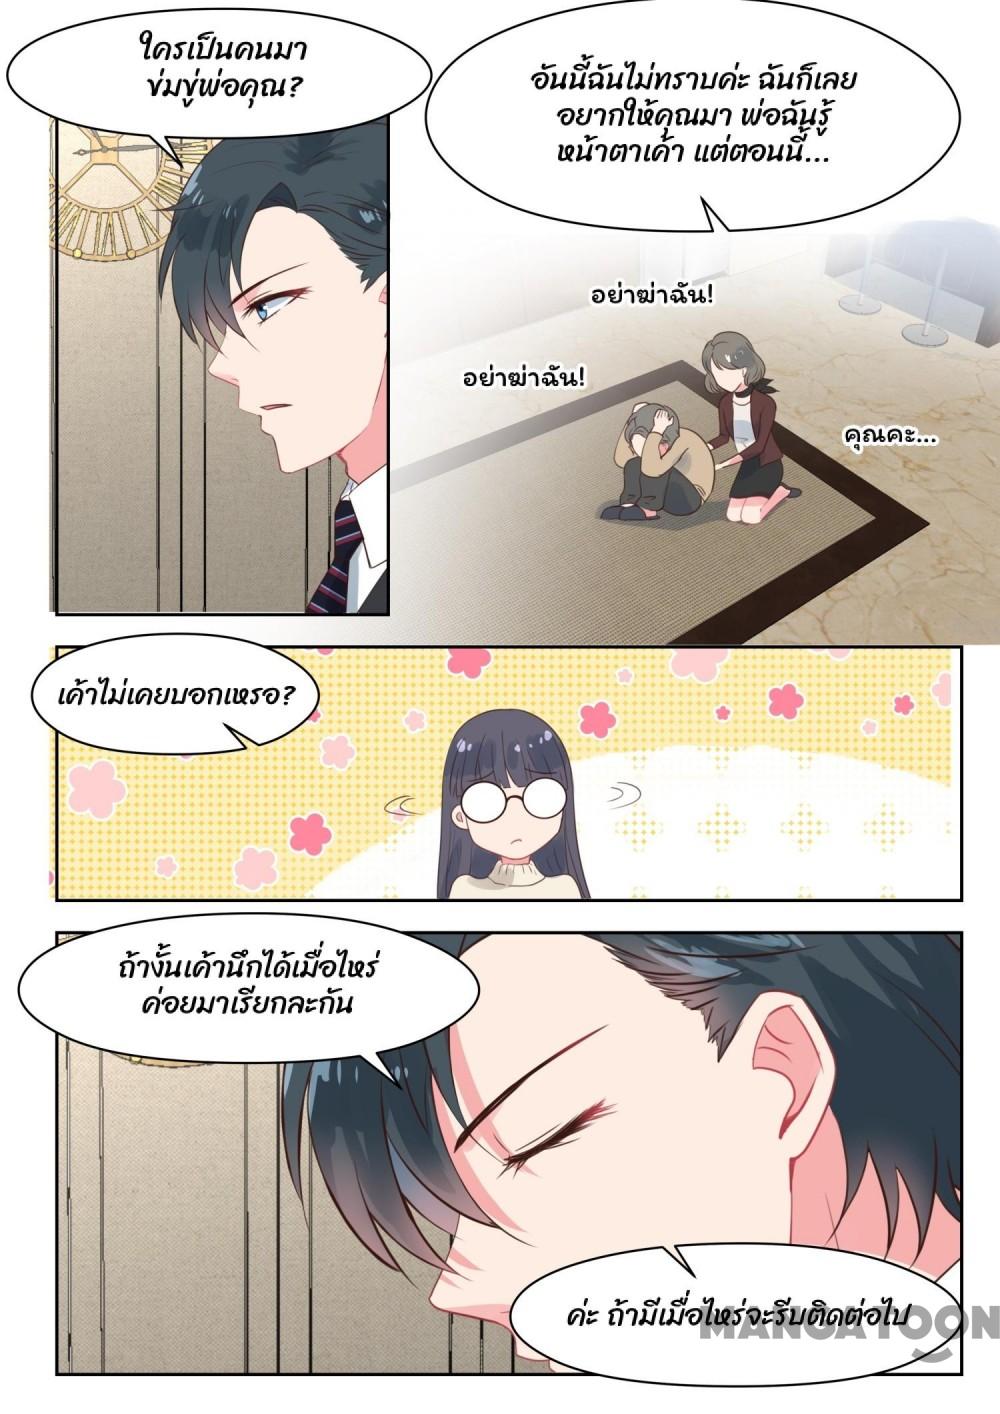 ใครเป็นคนมา
ข่มขู่พ่อคุณ?
อันนี้ฉันไม่ทราบค่ะ ฉันก็เลย
อยากให้คุณมา พ่อฉันรู้
หน้าตาเค้า แต่ตอนนี้...
อย่าฆ่าฉัน!
อย่าฆ่าฉัน!
คุณคะ...
เค้าไม่เคยบอกเหรอ?
ถ้างั้นเค้านึกได้เมื่อไหร่
ค่อยมาเรียกละกัน
ค่ะ ถ้ามีเมื่อไหร่จะรีบติดต่อไป
MANGATOON